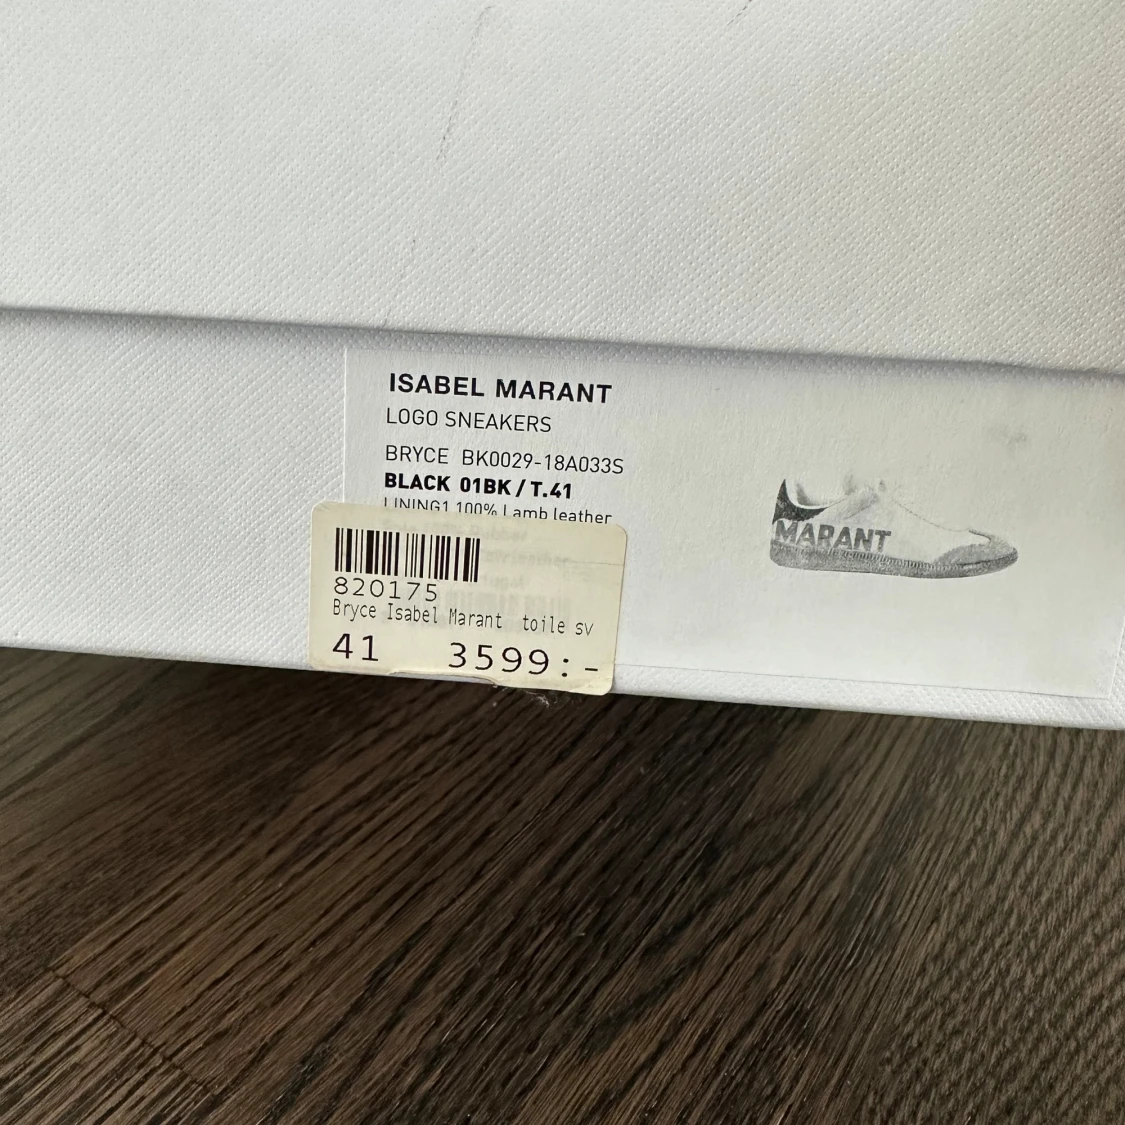 ISABEL MARANT
LOGO SNEAKERS
BRYCE BK0029-18A033S
BLACK 01BK / T.41
LINING1 100% Lamb leather
MARANT
820175
Bryce Isabel Marant toile sv
41 3599:-